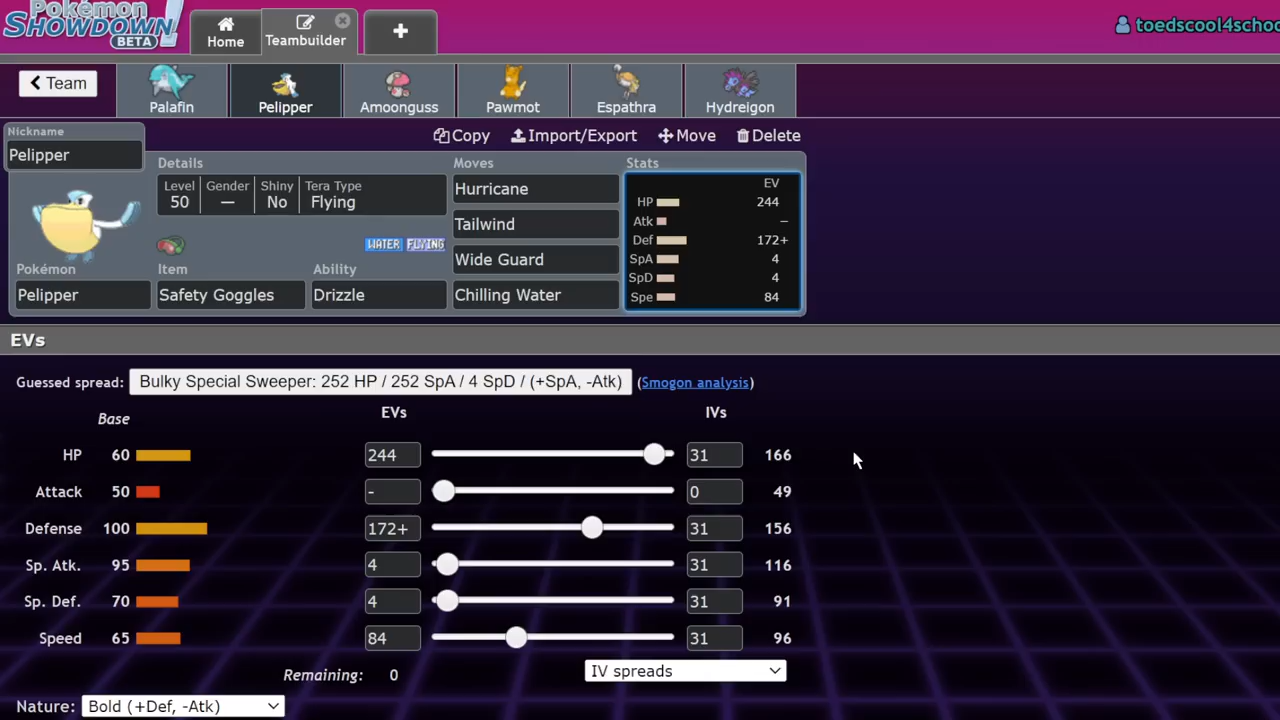 Pokémon
SHOWDOWN!
BETA
Home
Teambuilder
toedscool4schoo
Team
Palafin
Pelipper
Amoonguss
Pawmot
Espathra
Hydreigon
Copy
Import/Export
Move
Delete
Nickname
Pelipper
Details
Level
50
Gender
—
Shiny
No
Tera Type
Flying
WATER FLYING
Pokémon
Pelipper
Item
Safety Goggles
Ability
Drizzle
Moves
Hurricane
Tailwind
Wide Guard
Chilling Water
Stats
EV
HP 244
Atk –
Def 172+
SpA 4
SpD 4
Spe 84
EVs
Guessed spread: Bulky Special Sweeper: 252 HP / 252 SpA / 4 SpD / (+SpA, -Atk) (Smogon analysis)
Base EVs IVs
HP 60 244 31 166
Attack 50 - 0 49
Defense 100 172+ 31 156
Sp. Atk. 95 4 31 116
Sp. Def. 70 4 31 91
Speed 65 84 31 96
Remaining: 0 IV spreads
Nature: Bold (+Def, -Atk)